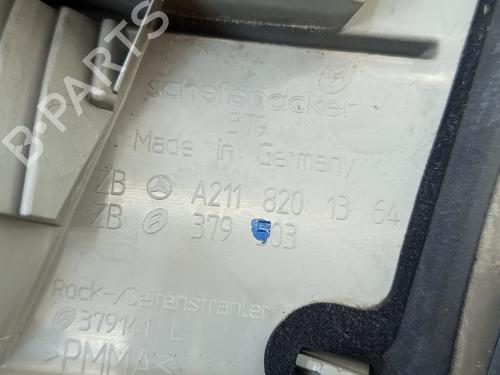 schefenacker
379
Made in Germany
ZB A211 820 13 64
ZB 379 503
Rück-/Seitenstrahler
379141 L
>PMMA<
B-PARTS